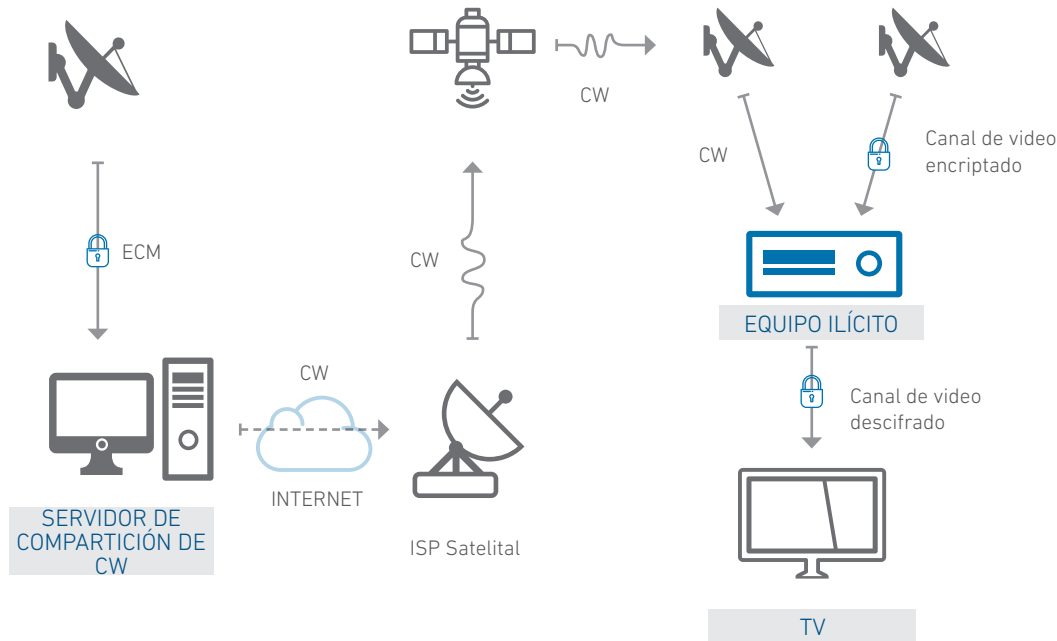 CW
CW
Canal de video
encriptado
ECM
CW
EQUIPO ILÍCITO
CW
Canal de video
descifrado
INTERNET
SERVIDOR DE
COMPARTICIÓN DE
CW
ISP Satelital
TV